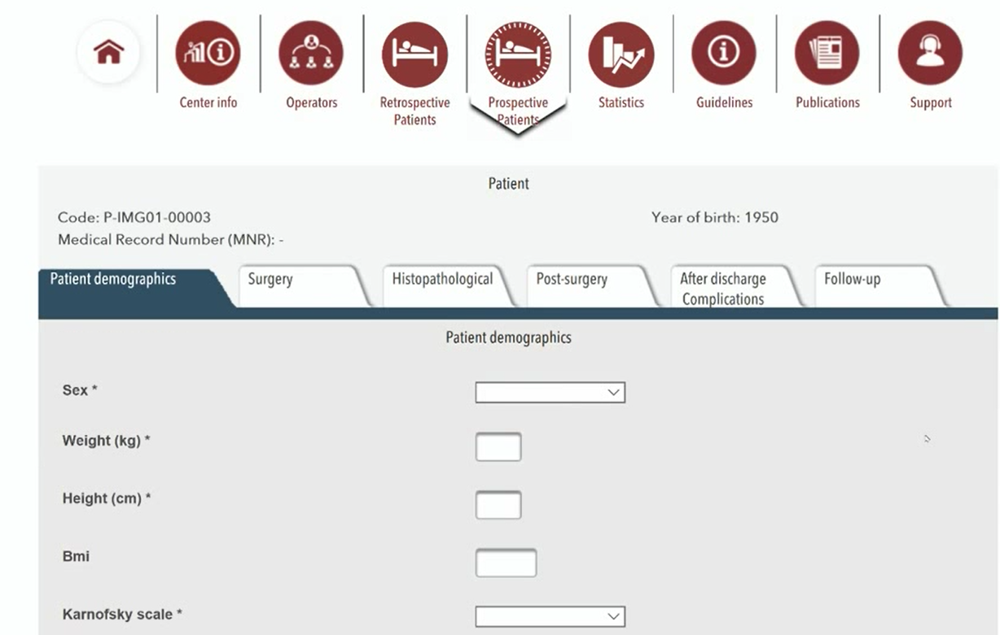 Center info
Operators
Retrospective
Patients
Prospective
Patients
Statistics
Guidelines
Publications
Support
Patient
Code: P-IMG01-00003
Year of birth: 1950
Medical Record Number (MNR): -
Patient demographics
Surgery
Histopathological
Post-surgery
After discharge
Complications
Follow-up
Patient demographics
Sex *
Weight (kg) *
Height (cm) *
Bmi
Karnofsky scale *